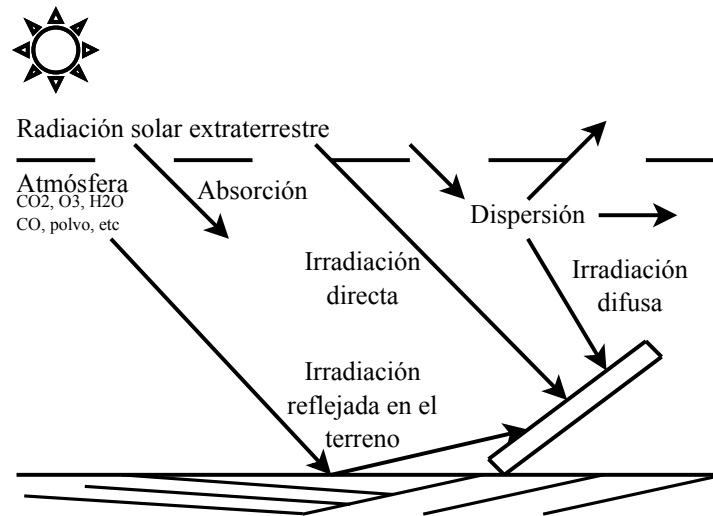 Radiación solar extraterrestre
Atmósfera
CO2, O3, H2O
CO, polvo, etc
Absorción
Dispersión
Irradiación
directa
Irradiación
difusa
Irradiación
reflejada en el
terreno